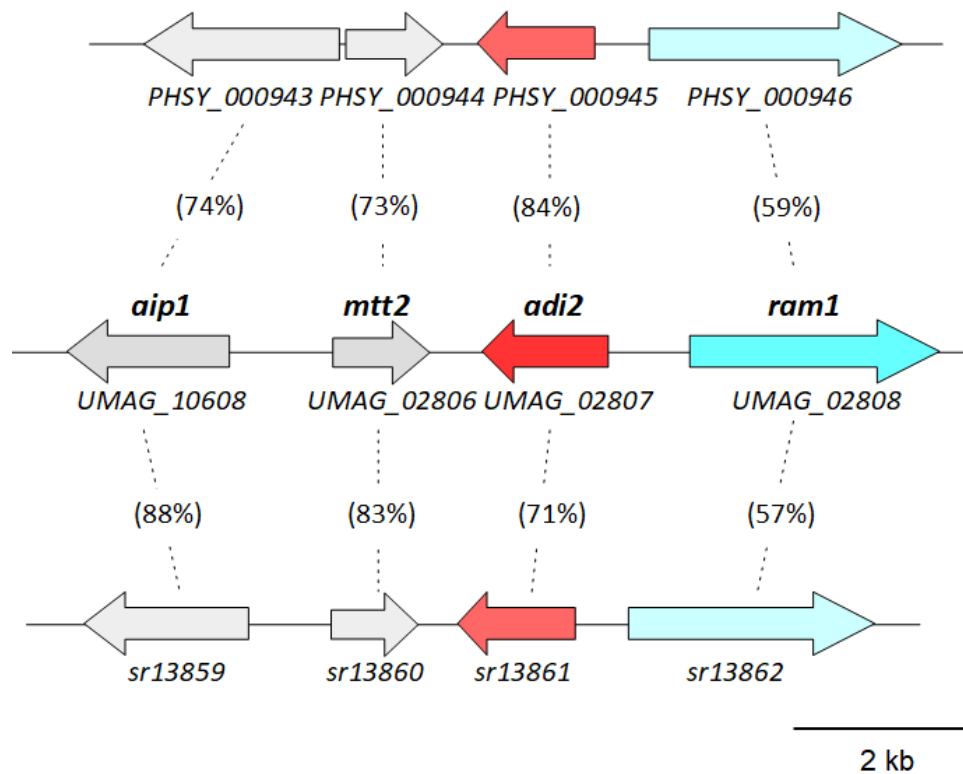 PHSY_000943 PHSY_000944 PHSY_000945 PHSY_000946
(74%) (73%) (84%) (59%)
aip1 mtt2 adi2 ram1
UMAG_10608 UMAG_02806 UMAG_02807 UMAG_02808
(88%) (83%) (71%) (57%)
sr13859 sr13860 sr13861 sr13862
2 kb